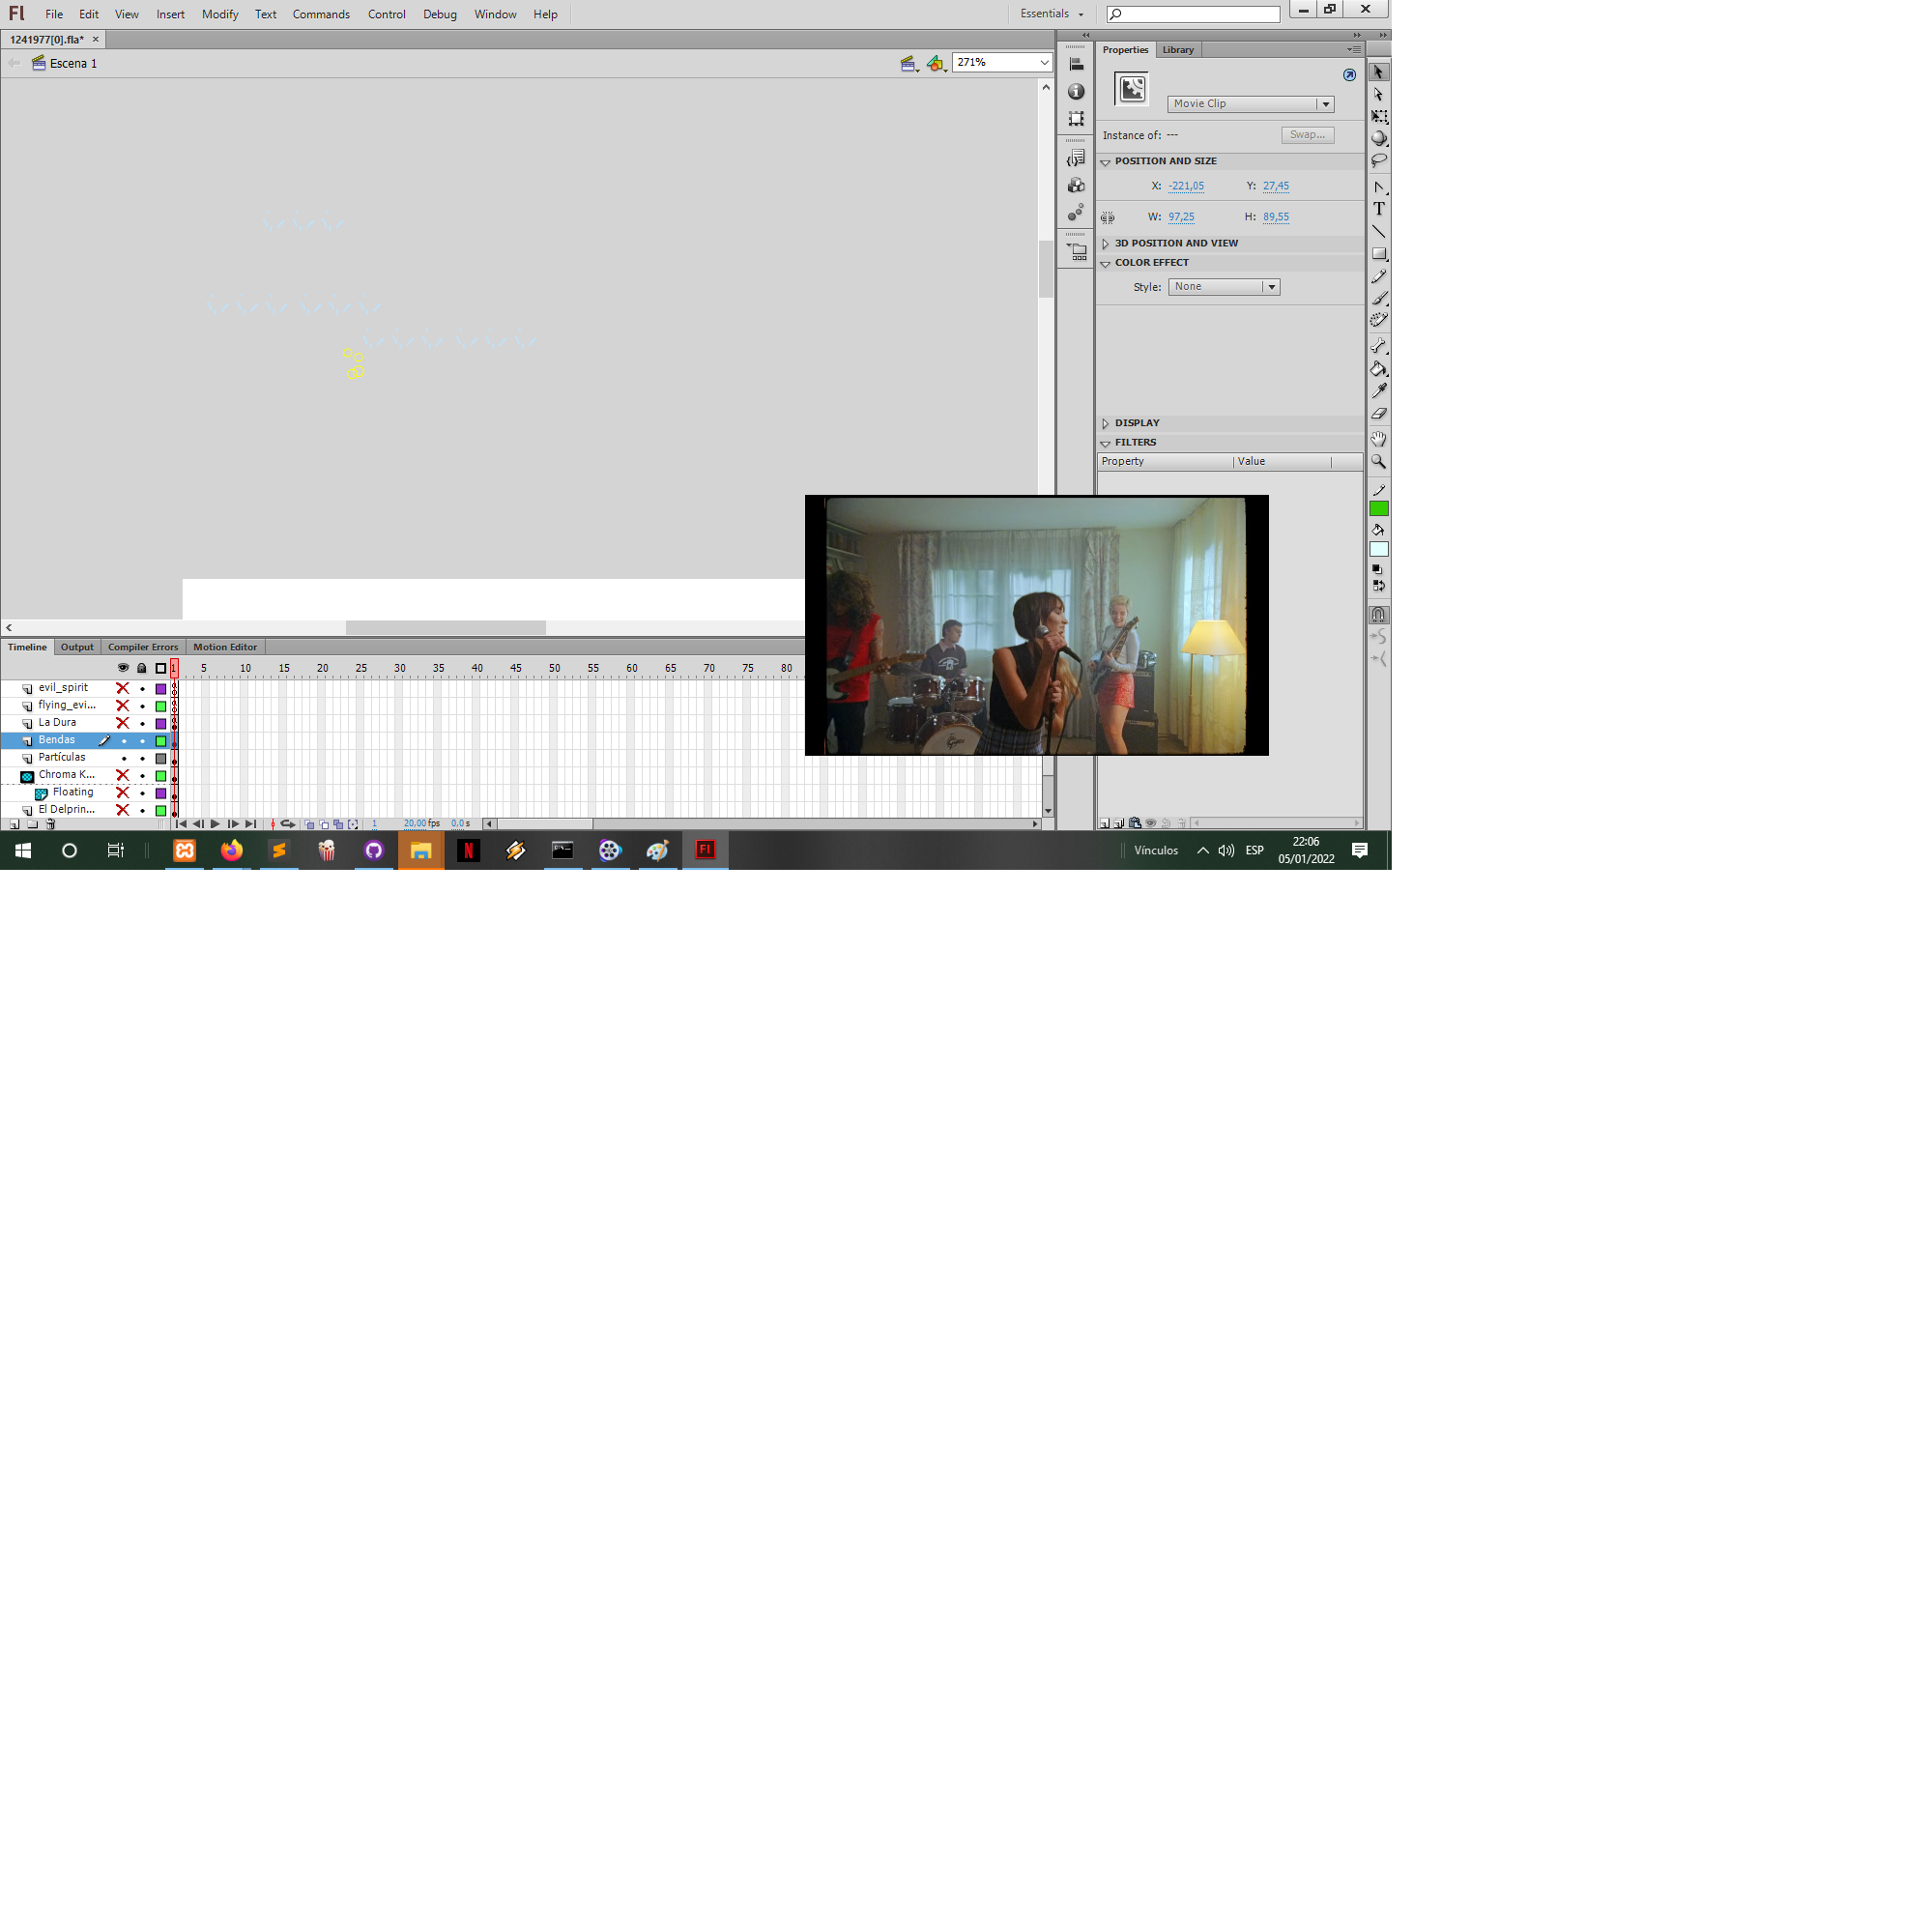 Fl File Edit View Insert Modify Text Commands Control Debug Window Help Essentials
1241977[0].fla*
Escena 1
271%
Properties Library
Movie Clip
Instance of: --- Swap...
POSITION AND SIZE
X: -221,05 Y: 27,45
W: 97,25 H: 89,55
3D POSITION AND VIEW
COLOR EFFECT
Style: None
DISPLAY
FILTERS
Property Value
Timeline Output Compiler Errors Motion Editor
1 5 10 15 20 25 30 35 40 45 50 55 60 65 70 75 80
evil_spirit
flying_evi...
La Dura
Bendas
Partículas
Chroma K...
Floating
El Delprin...
1 20,00 fps 0,0 s
Fl
Vínculos ESP 22:06
05/01/2022